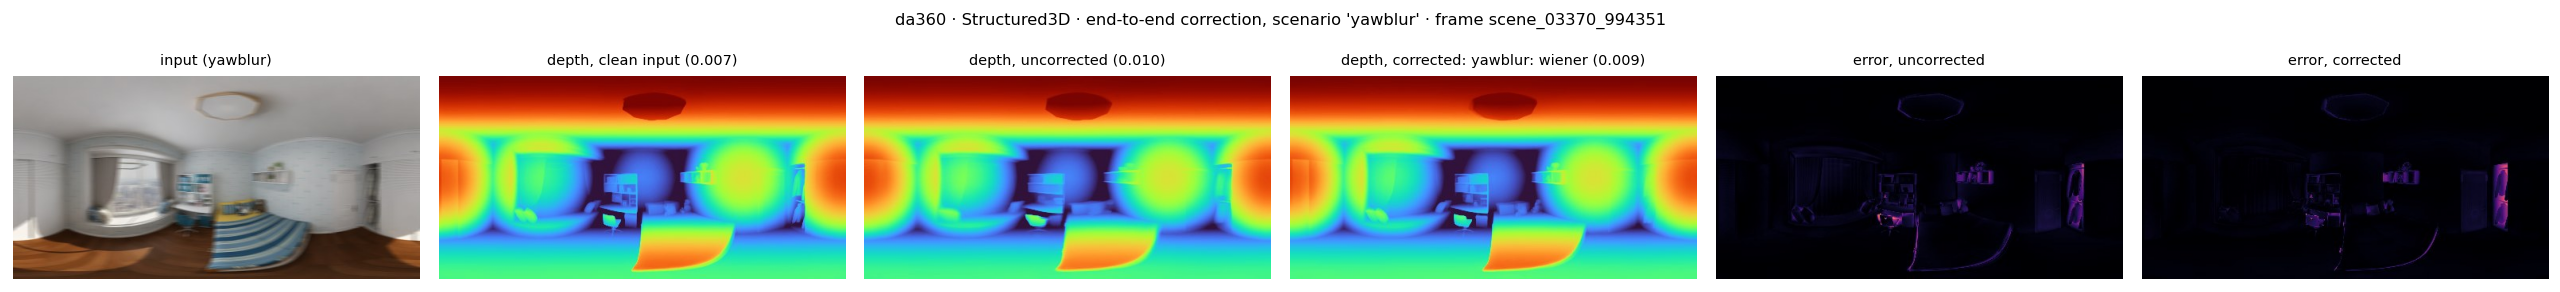 da360 · Structured3D · end-to-end correction, scenario 'yawblur' · frame scene_03370_994351
input (yawblur)
depth, clean input (0.007)
depth, uncorrected (0.010)
depth, corrected: yawblur: wiener (0.009)
error, uncorrected
error, corrected